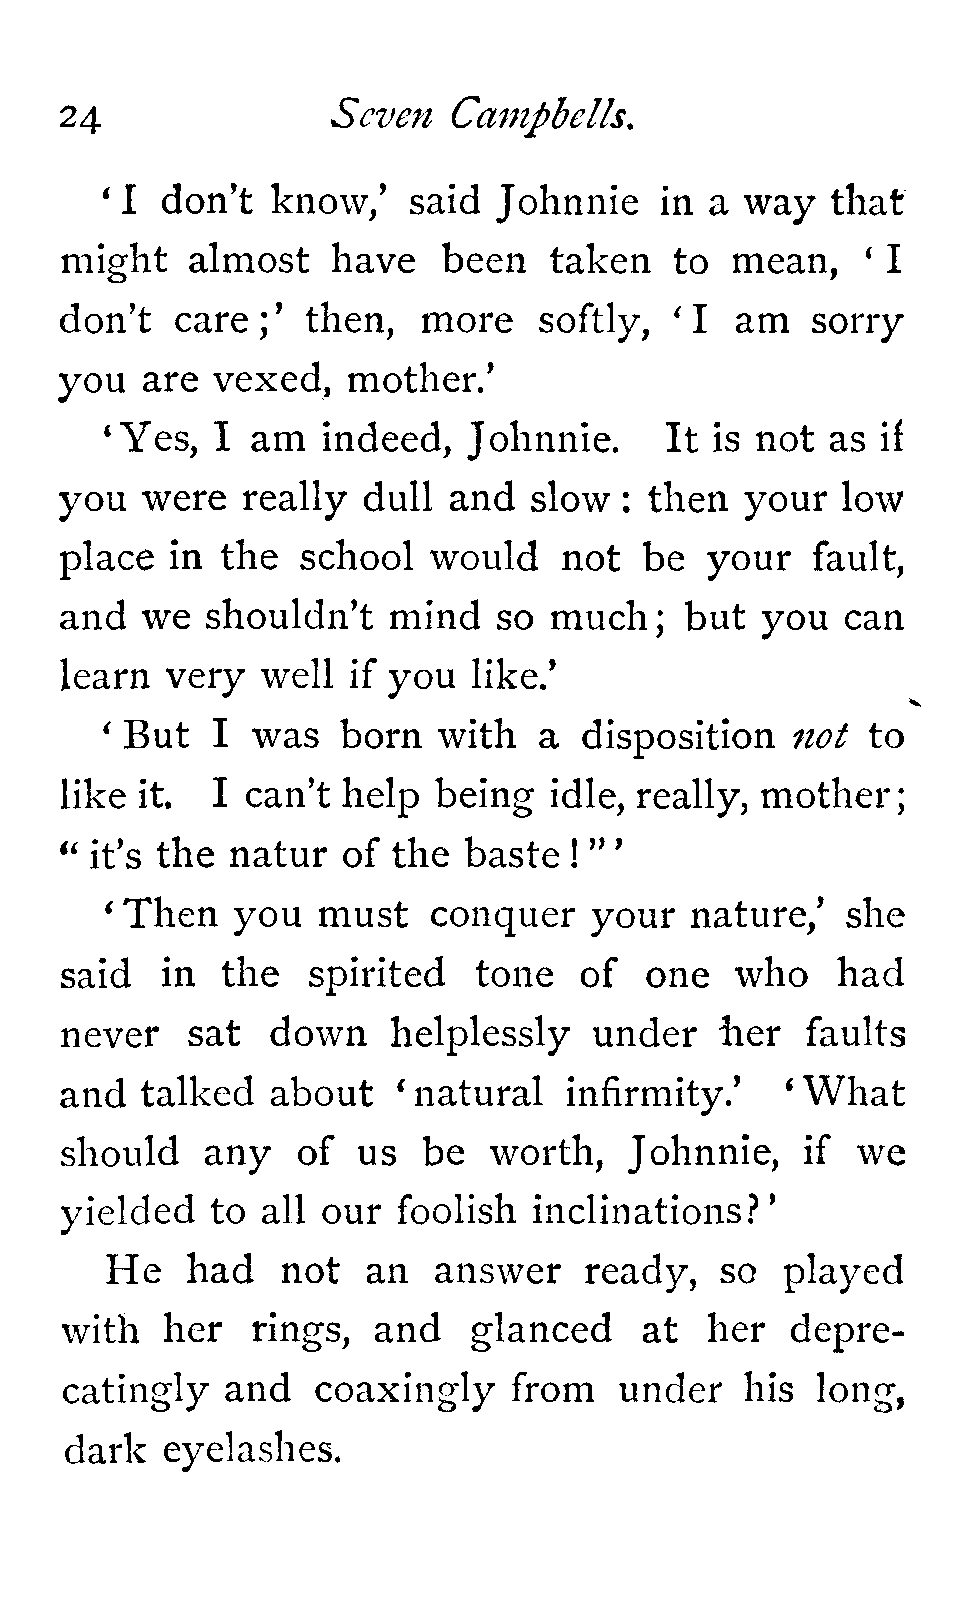 24 Seven Campbells.
‘I don't know,’ said Johnnie in a way that
might almost have been taken to mean, ‘I
don't care;’ then, more softly, ‘I am sorry
you are vexed, mother.’
‘Yes, I am indeed, Johnnie. It is not as if
you were really dull and slow: then your low
place in the school would not be your fault,
and we shouldn't mind so much; but you can
learn very well if you like.’
‘But I was born with a disposition not to
like it. I can't help being idle, really, mother;
“it's the natur of the baste!”’
‘Then you must conquer your nature,’ she
said in the spirited tone of one who had
never sat down helplessly under her faults
and talked about ‘natural infirmity.’ ‘What
should any of us be worth, Johnnie, if we
yielded to all our foolish inclinations?’
He had not an answer ready, so played
with her rings, and glanced at her depre-
catingly and coaxingly from under his long,
dark eyelashes.